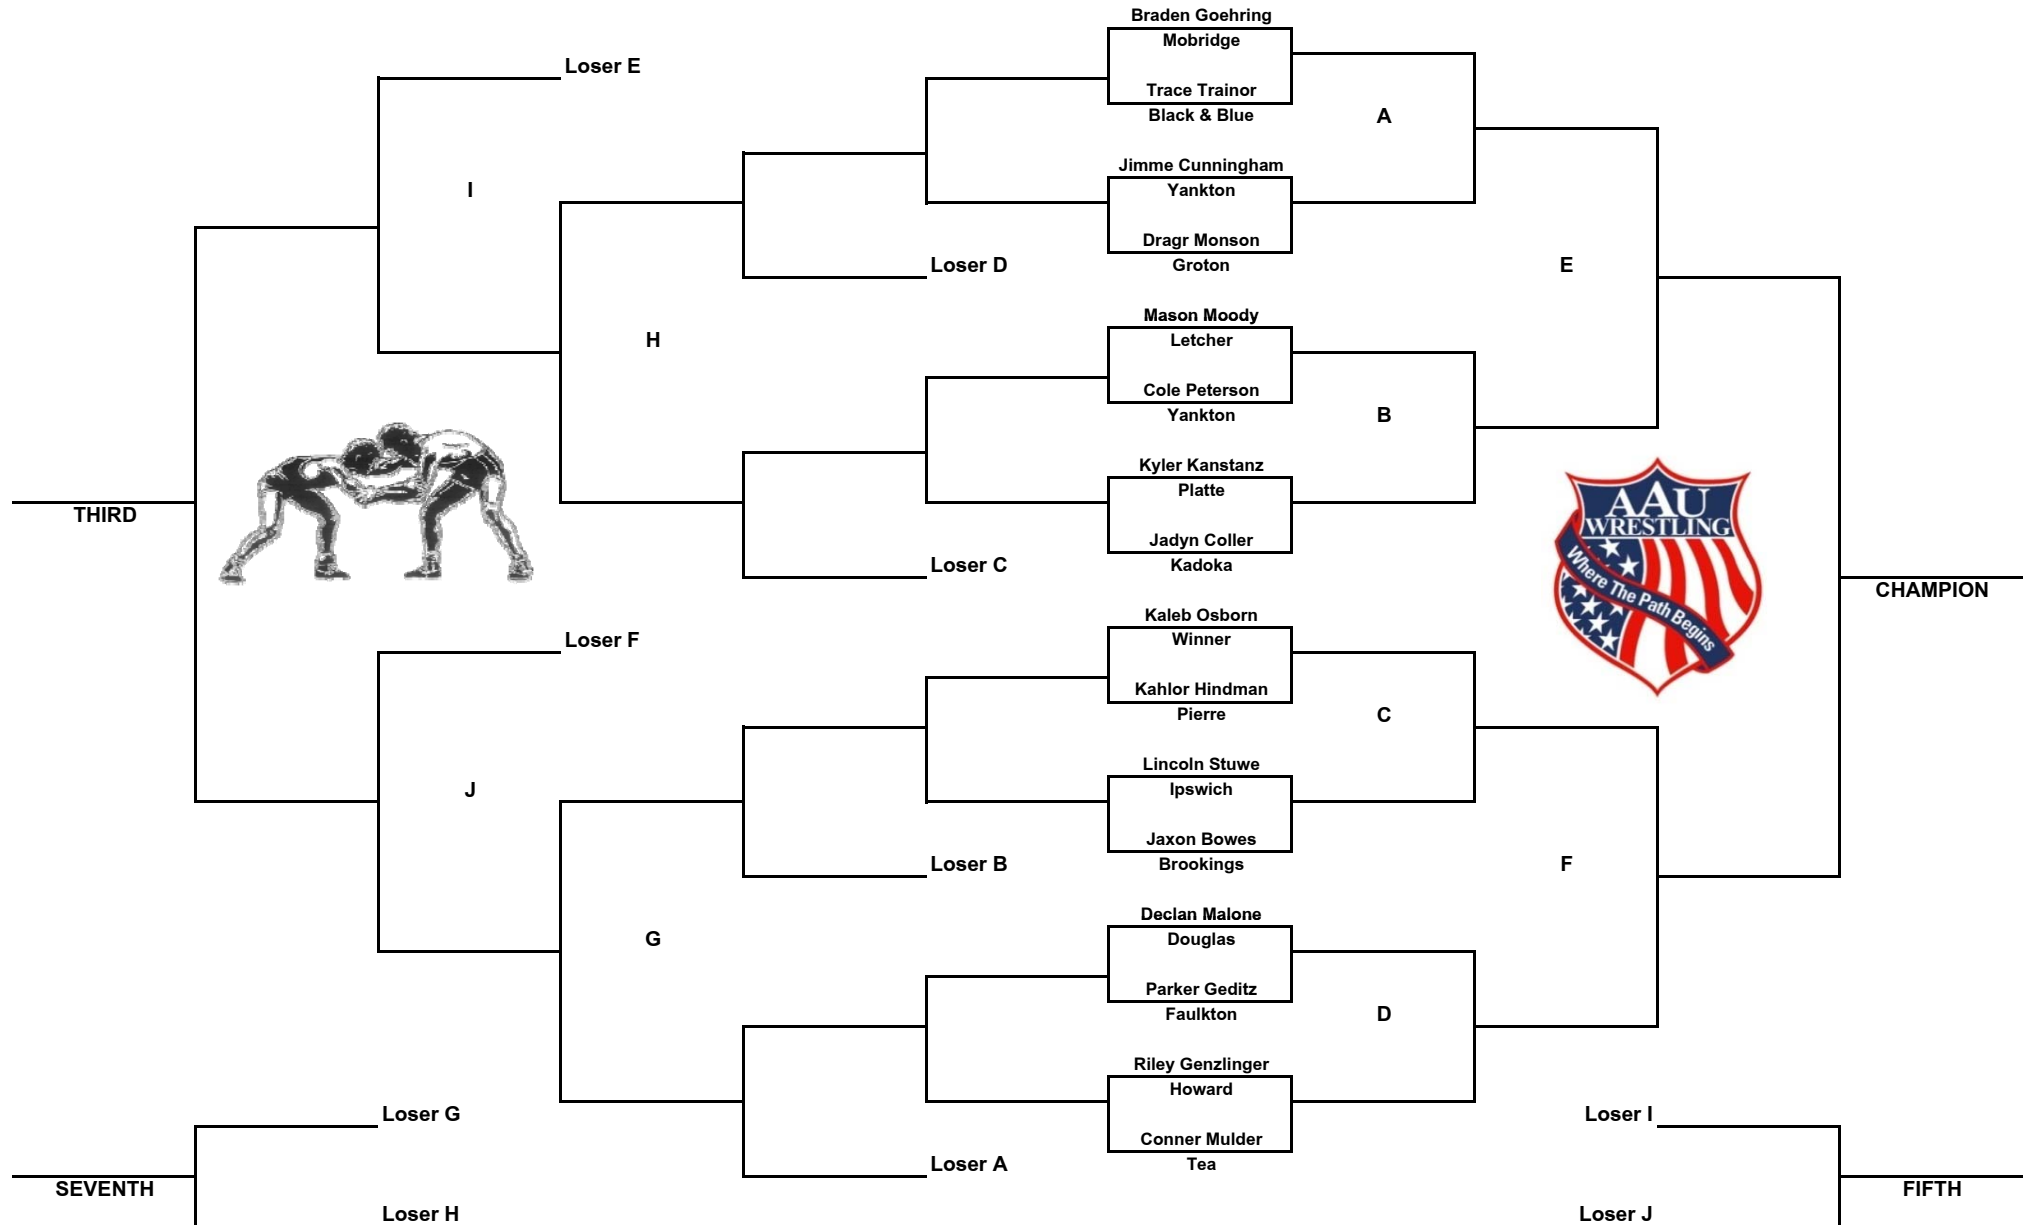 Braden Goehring
Mobridge
Loser E
Trace Trainor
Black & Blue
A
Jimme Cunningham
I
Yankton
Dragr Monson
Loser D
Groton
E
Mason Moody
H
Letcher
Cole Peterson
Yankton
B
Kyler Kanstanz
Platte
THIRD
AAU
WRESTLING
Jadyn Coller
Loser C
Kadoka
Where The Path Begins
CHAMPION
Kaleb Osborn
Loser F
Winner
Kahlor Hindman
Pierre
C
Lincoln Stuwe
J
Ipswich
Jaxon Bowes
Loser B
Brookings
F
Declan Malone
G
Douglas
Parker Geditz
Faulkton
D
Riley Genzlinger
Howard
Loser G
Loser I
Conner Mulder
Loser A
Tea
SEVENTH
FIFTH
Loser H
Loser J